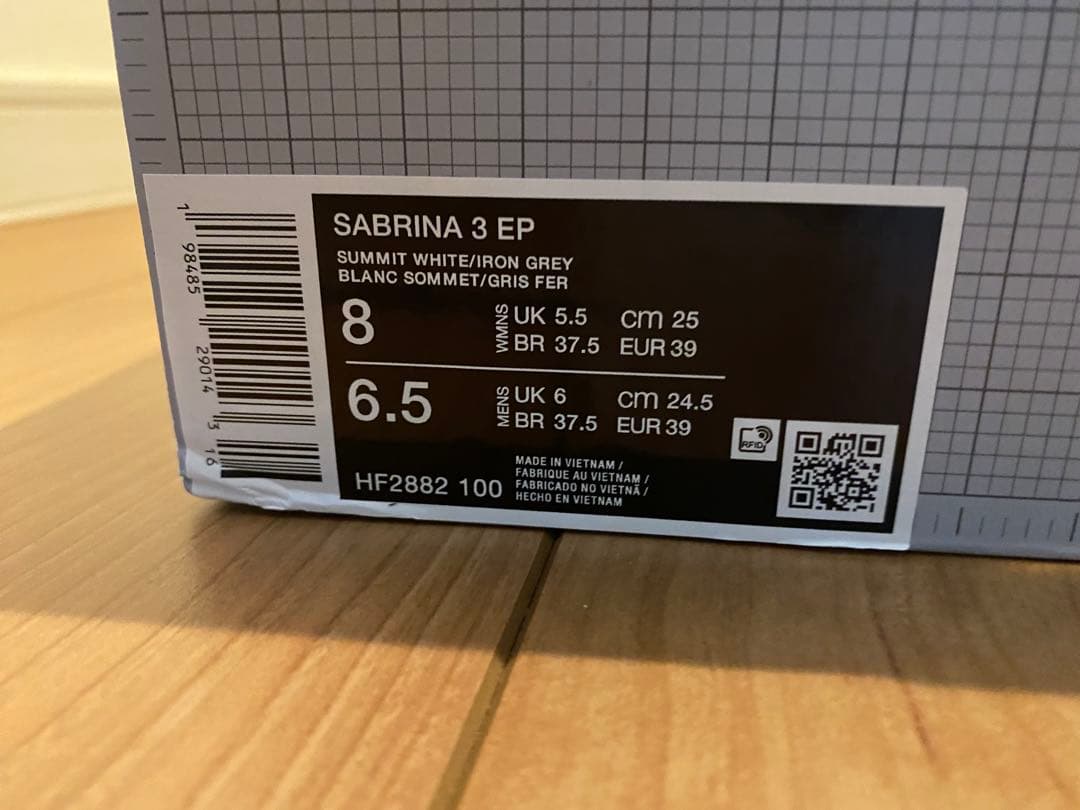 SABRINA 3 EP
SUMMIT WHITE/IRON GREY
BLANC SOMMET/GRIS FER
8
WMNS
UK 5.5 cm 25
BR 37.5 EUR 39
6.5
MENS
UK 6 cm 24.5
BR 37.5 EUR 39
HF2882 100
MADE IN VIETNAM /
FABRIQUE AU VIETNAM /
FABRICADO NO VIETNÃ /
HECHO EN VIETNAM
RFID
1 98485 29014 3 16